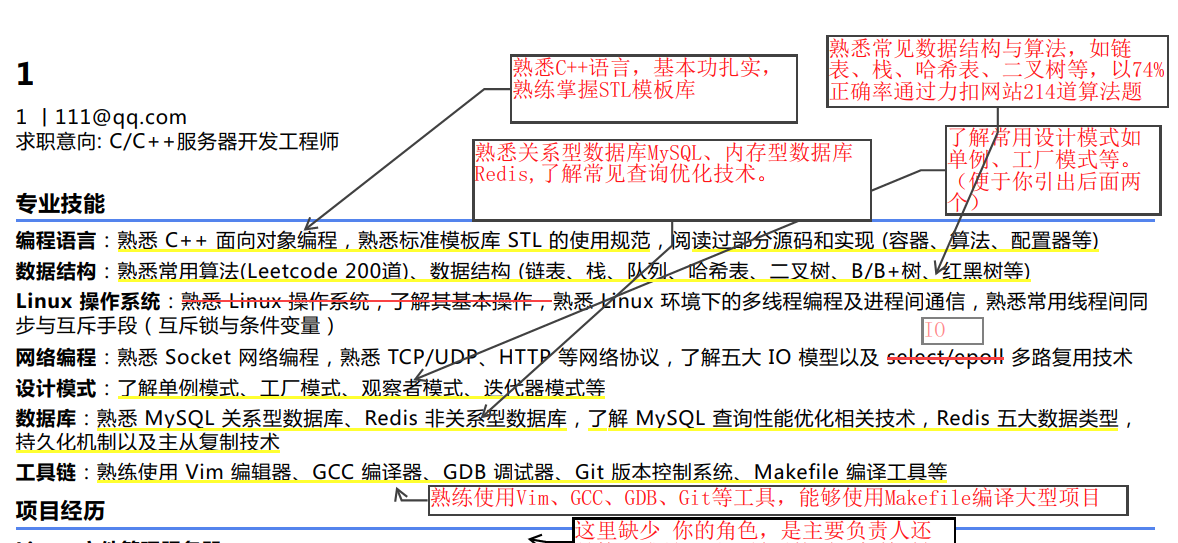 熟悉常见数据结构与算法，如链
表、栈、哈希表、二叉树等，以74%
正确率通过力扣网站214道算法题
熟悉C++语言，基本功扎实，
熟练掌握STL模板库
1
1 | 111@qq.com
求职意向: C/C++服务器开发工程师
了解常用设计模式如
单例、工厂模式等。
（便于你引出后面两
个）
熟悉关系型数据库MySQL、内存型数据库
Redis,了解常见查询优化技术。
专业技能
编程语言：熟悉 C++ 面向对象编程，熟悉标准模板库 STL 的使用规范，阅读过部分源码和实现 (容器、算法、配置器等)
数据结构：熟悉常用算法(Leetcode 200道)、数据结构 (链表、栈、队列、哈希表、二叉树、B/B+树、红黑树等)
Linux 操作系统：熟悉 Linux 操作系统，了解其基本操作，熟悉 Linux 环境下的多线程编程及进程间通信，熟悉常用线程间同
步与互斥手段（互斥锁与条件变量）
IO
网络编程：熟悉 Socket 网络编程，熟悉 TCP/UDP、HTTP 等网络协议，了解五大 IO 模型以及 select/epoll 多路复用技术
设计模式：了解单例模式、工厂模式、观察者模式、迭代器模式等
数据库：熟悉 MySQL 关系型数据库、Redis 非关系型数据库，了解 MySQL 查询性能优化相关技术，Redis 五大数据类型，
持久化机制以及主从复制技术
工具链：熟练使用 Vim 编辑器、GCC 编译器、GDB 调试器、Git 版本控制系统、Makefile 编译工具等
熟练使用Vim、GCC、GDB、Git等工具，能够使用Makefile编译大型项目
项目经历
这里缺少 你的角色，是主要负责人还